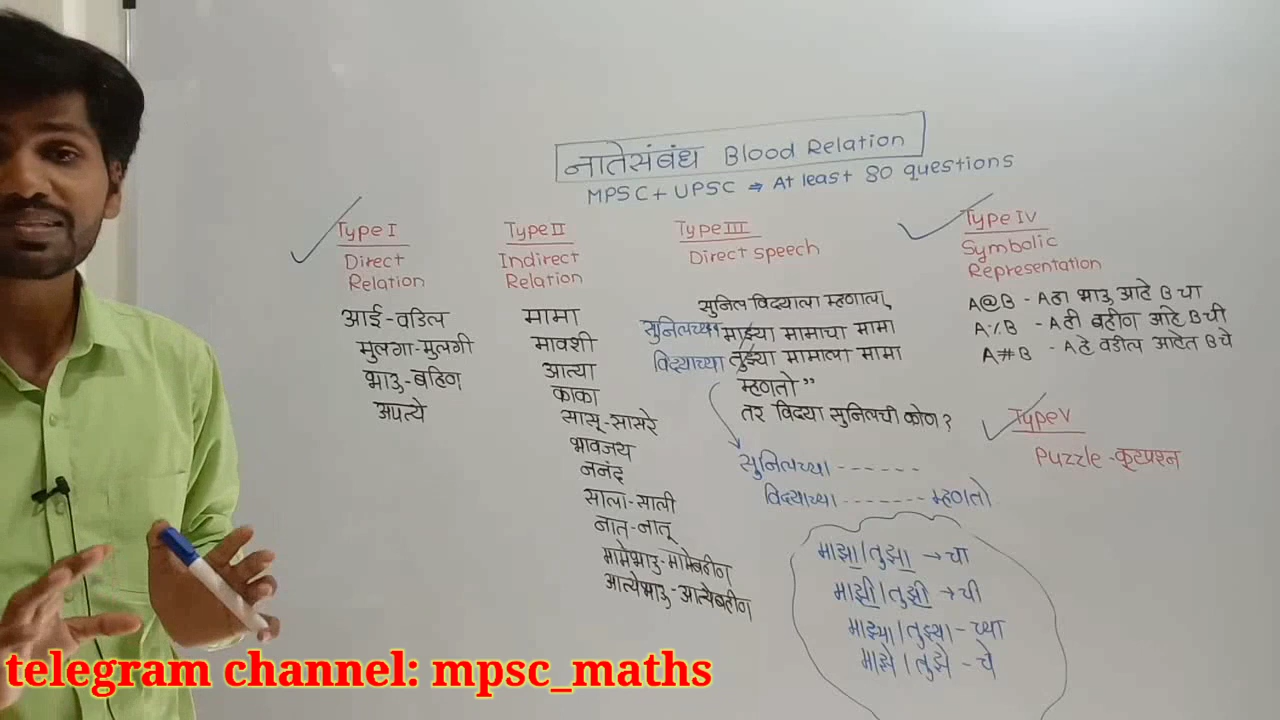 नातेसंबंध Blood Relation
MPSC + UPSC ⇒ At least 80 questions
Type I
Direct
Relation
आई-वडिल
मुलगा-मुलगी
भाउ-बहिण
अपत्ये
Type II
Indirect
Relation
मामा
मावशी
आत्या
काका
सासू-सासरे
भावजय
ननंद
साला-साली
नात-नातू
मामेभाउ-मामेबहीण
आत्येभाउ-आत्येबहीण
Type III
Direct speech
सुनिल विद्याला म्हणाला,
सुनिलच्या माझ्या मामाचा मामा
विद्याच्या तुझ्या मामाला मामा
म्हणतो”
तर विद्या सुनिलची कोण?
सुनिलच्या ------
विद्याच्या ------- म्हणतो.
माझा/तुझा → चा
माझी/तुझी → ची
माझ्या/तुझ्या - च्या
माझे/तुझे - चे
Type IV
Symbolic
Representation
A@B - A हा भाउ आहे B चा
A%B - A ही बहीण आहे B ची
A#B - A हे वडील आहेत B चे
Type V
Puzzle - कूटप्रश्न
telegram channel: mpsc_maths